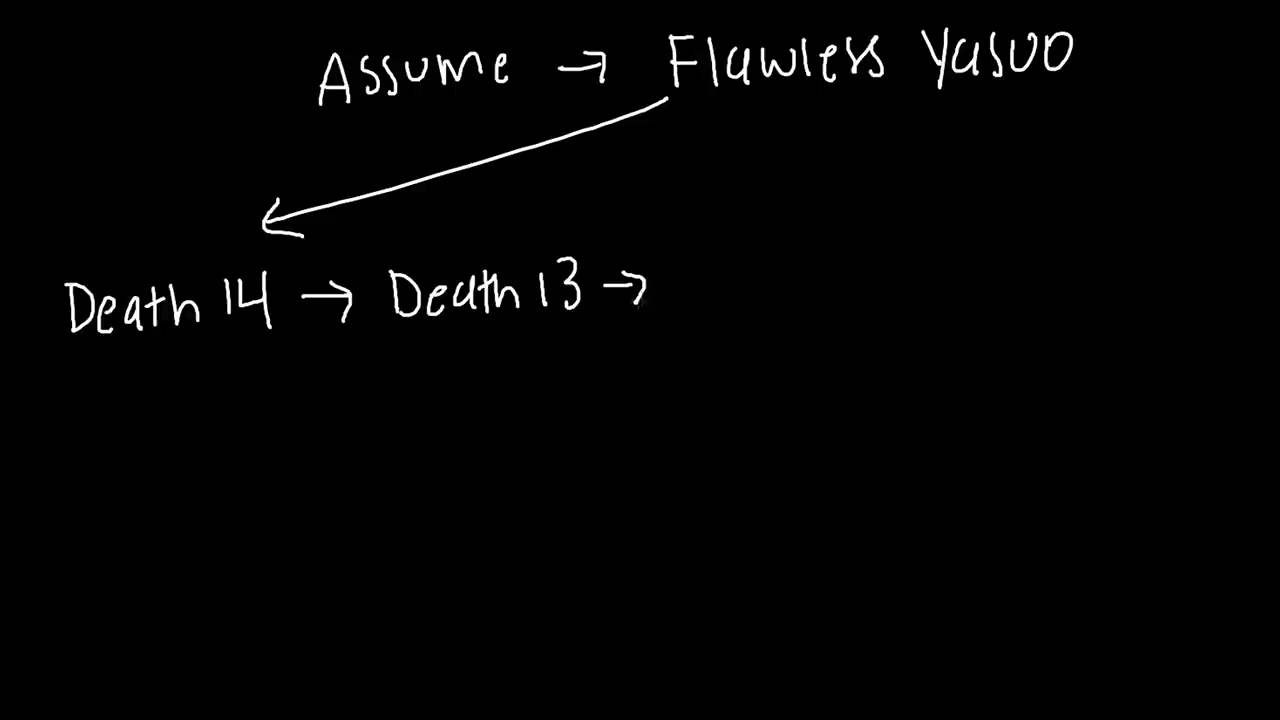 Assume → Flawless Yasuo
Death 14 → Death 13 →